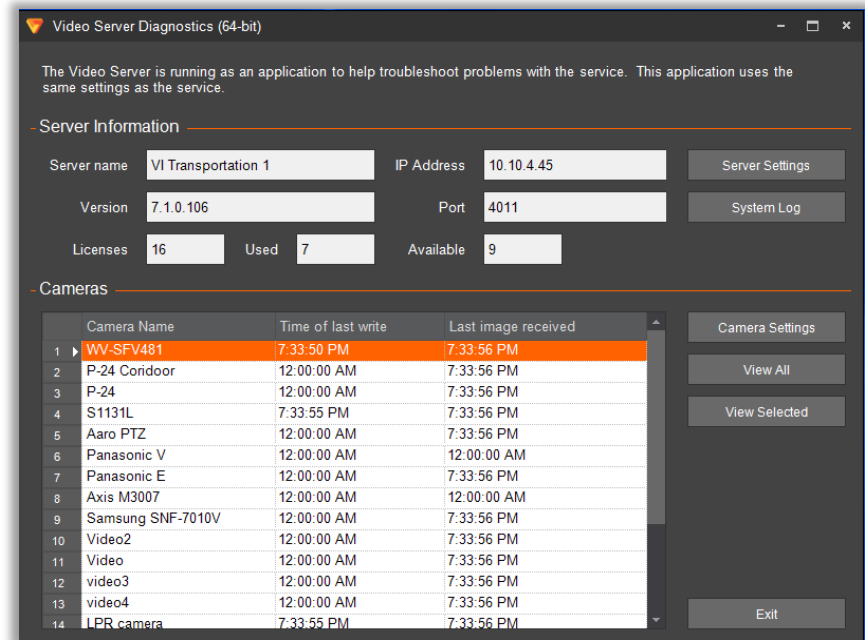 Video Server Diagnostics (64-bit)
The Video Server is running as an application to help troubleshoot problems with the service. This application uses the
same settings as the service.
Server Information
Server name VI Transportation 1 IP Address 10.10.4.45 Server Settings
Version 7.1.0.106 Port 4011 System Log
Licenses 16 Used 7 Available 9
Cameras
Camera Name Time of last write Last image received Camera Settings
1 WV-SFV481 7:33:50 PM 7:33:56 PM
2 P-24 Coridoor 12:00:00 AM 7:33:56 PM View All
3 P-24 12:00:00 AM 7:33:56 PM
4 S1131L 7:33:55 PM 7:33:56 PM View Selected
5 Aaro PTZ 12:00:00 AM 7:33:56 PM
6 Panasonic V 12:00:00 AM 12:00:00 AM
7 Panasonic E 12:00:00 AM 7:33:56 PM
8 Axis M3007 12:00:00 AM 12:00:00 AM
9 Samsung SNF-7010V 12:00:00 AM 7:33:56 PM
10 Video2 12:00:00 AM 7:33:56 PM
11 Video 12:00:00 AM 7:33:56 PM
12 video3 12:00:00 AM 7:33:56 PM
13 video4 12:00:00 AM 7:33:56 PM Exit
14 LPR camera 7:33:55 PM 7:33:56 PM